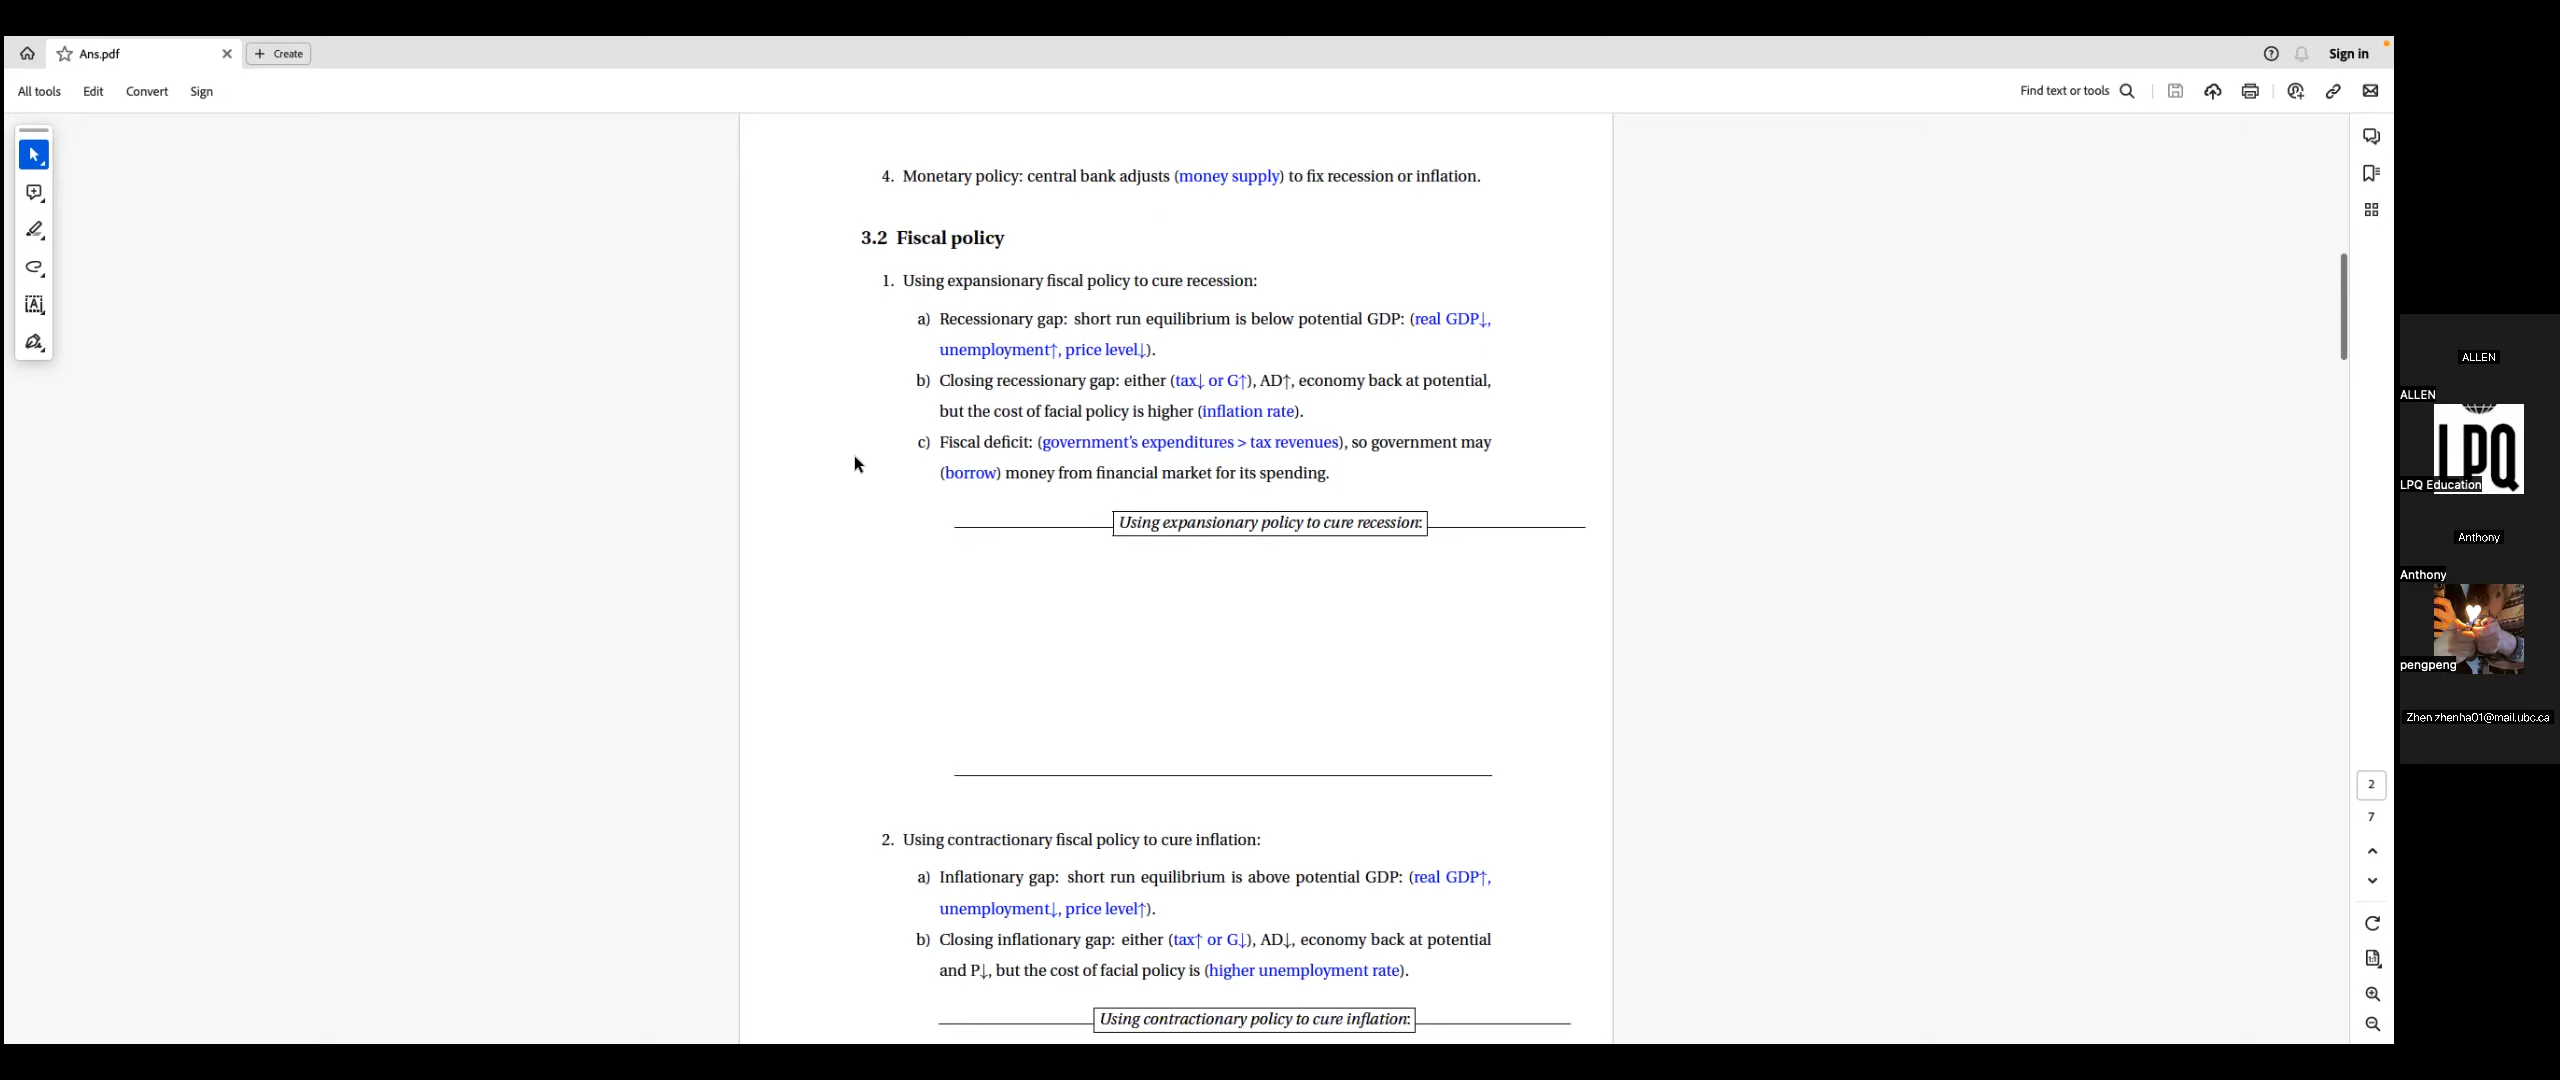 Ans.pdf
Create
Sign in
All tools Edit Convert Sign
Find text or tools
4. Monetary policy: central bank adjusts (money supply) to fix recession or inflation.
3.2 Fiscal policy
1. Using expansionary fiscal policy to cure recession:
a) Recessionary gap: short run equilibrium is below potential GDP: (real GDP↓,
unemployment↑, price level↓).
b) Closing recessionary gap: either (tax↓ or G↑), AD↑, economy back at potential,
but the cost of facial policy is higher (inflation rate).
c) Fiscal deficit: (government's expenditures > tax revenues), so government may
(borrow) money from financial market for its spending.
Using expansionary policy to cure recession:
2. Using contractionary fiscal policy to cure inflation:
a) Inflationary gap: short run equilibrium is above potential GDP: (real GDP↑,
unemployment↓, price level↑).
b) Closing inflationary gap: either (tax↑ or G↓), AD↓, economy back at potential
and P↓, but the cost of facial policy is (higher unemployment rate).
Using contractionary policy to cure inflation:
2
7
ALLEN
ALLEN
LPQ
LPQ Education
Anthony
Anthony
pengpeng
Zhen zhenha01@mail.ubc.ca